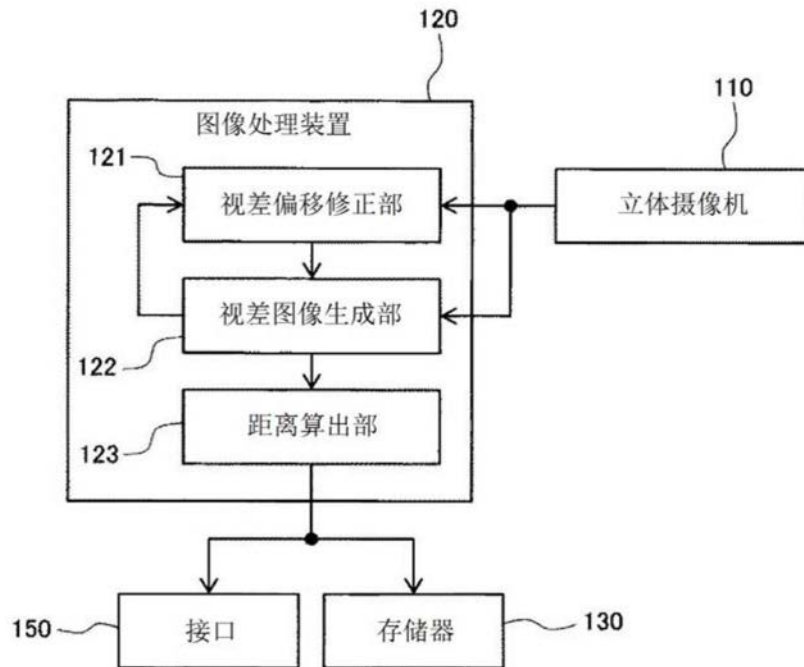 120
110
图像处理装置
121
视差偏移修正部
立体摄像机
视差图像生成部
122
距离算出部
123
150
接口
存储器
130